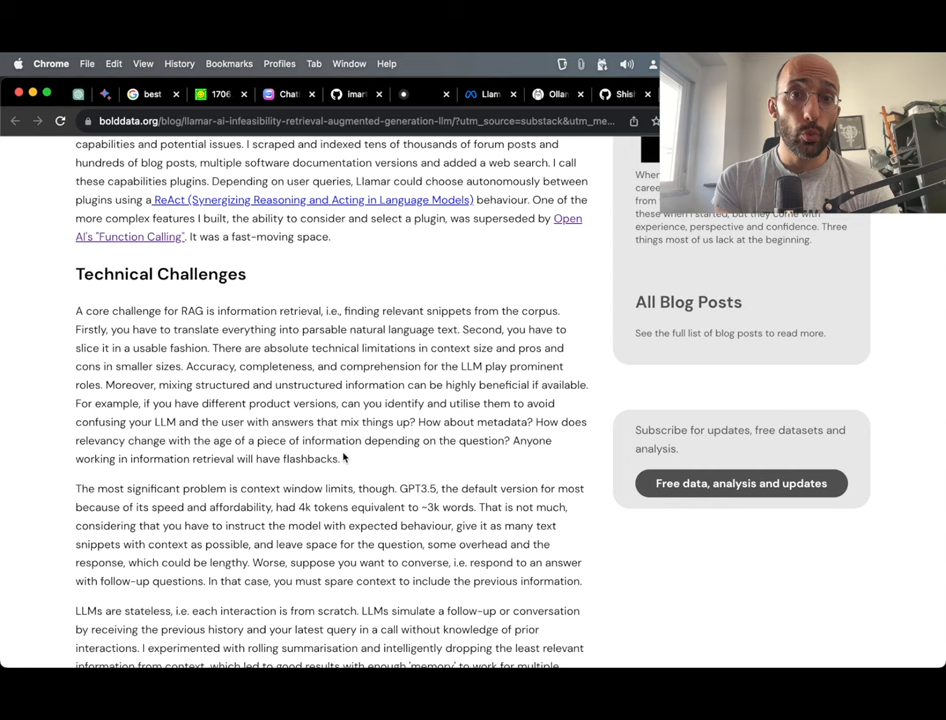 Chrome File Edit View History Bookmarks Profiles Tab Window Help
best 1706 Chat imar Llam Ollan Shis
bolddata.org/blog/llamar-ai-infeasibility-retrieval-augmented-generation-llm/?utm_source=substack&utm_me...
capabilities and potential issues. I scraped and indexed tens of thousands of forum posts and
hundreds of blog posts, multiple software documentation versions and added a web search. I call
these capabilities plugins. Depending on user queries, Llamar could choose autonomously between
plugins using a ReAct (Synergizing Reasoning and Acting in Language Models) behaviour. One of the
more complex features I built, the ability to consider and select a plugin, was superseded by Open
AI's "Function Calling". It was a fast-moving space.
Technical Challenges
A core challenge for RAG is information retrieval, i.e., finding relevant snippets from the corpus.
Firstly, you have to translate everything into parsable natural language text. Second, you have to
slice it in a usable fashion. There are absolute technical limitations in context size and pros and
cons in smaller sizes. Accuracy, completeness, and comprehension for the LLM play prominent
roles. Moreover, mixing structured and unstructured information can be highly beneficial if available.
For example, if you have different product versions, can you identify and utilise them to avoid
confusing your LLM and the user with answers that mix things up? How about metadata? How does
relevancy change with the age of a piece of information depending on the question? Anyone
working in information retrieval will have flashbacks.
The most significant problem is context window limits, though. GPT3.5, the default version for most
because of its speed and affordability, had 4k tokens equivalent to ~3k words. That is not much,
considering that you have to instruct the model with expected behaviour, give it as many text
snippets with context as possible, and leave space for the question, some overhead and the
response, which could be lengthy. Worse, suppose you want to converse, i.e. respond to an answer
with follow-up questions. In that case, you must spare context to include the previous information.
LLMs are stateless, i.e. each interaction is from scratch. LLMs simulate a follow-up or conversation
by receiving the previous history and your latest query in a call without knowledge of prior
interactions. I experimented with rolling summarisation and intelligently dropping the least relevant
information from context, which led to good results with enough 'memory' to work for multiple
When
career
from
these when I started, but they come with
experience, perspective and confidence. Three
things most of us lack at the beginning.
All Blog Posts
See the full list of blog posts to read more.
Subscribe for updates, free datasets and
analysis.
Free data, analysis and updates